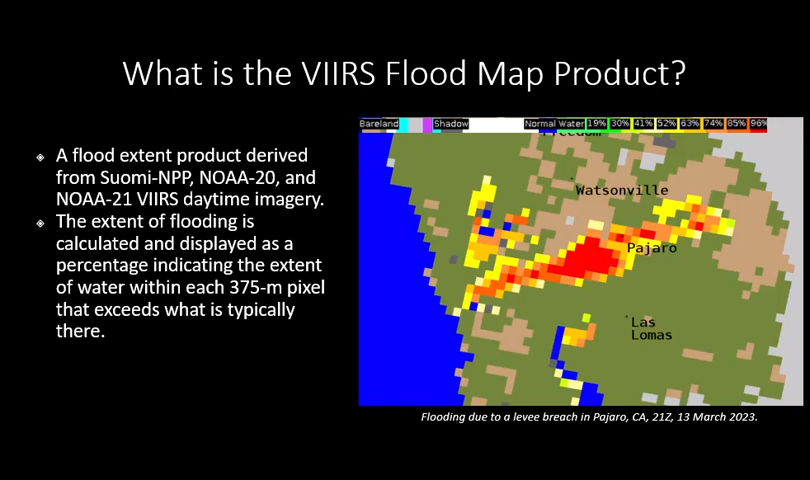 What is the VIIRS Flood Map Product?
A flood extent product derived
from Suomi-NPP, NOAA-20, and
NOAA-21 VIIRS daytime imagery.
The extent of flooding is
calculated and displayed as a
percentage indicating the extent
of water within each 375-m pixel
that exceeds what is typically
there.
Bareland Shadow Normal Water 19% 30% 41% 52% 63% 74% 85% 96%
Freedom
Watsonville
Pajaro
Las
Lomas
Flooding due to a levee breach in Pajaro, CA, 21Z, 13 March 2023.